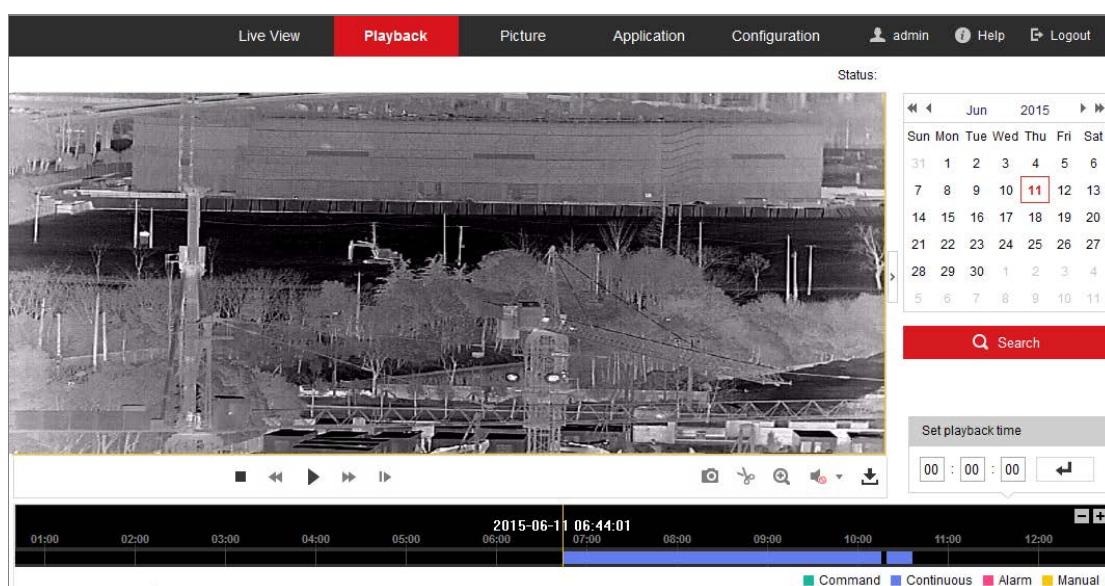 Live View Playback Picture Application Configuration admin Help Logout
Status:
Jun 2015
Sun Mon Tue Wed Thu Fri Sat
31 1 2 3 4 5 6
7 8 9 10 11 12 13
14 15 16 17 18 19 20
21 22 23 24 25 26 27
28 29 30 1 2 3 4
5 6 7 8 9 10 11
Search
Set playback time
00 : 00 : 00
2015-06-11 06:44:01
01:00 02:00 03:00 04:00 05:00 06:00 07:00 08:00 09:00 10:00 11:00 12:00
Command Continuous Alarm Manual